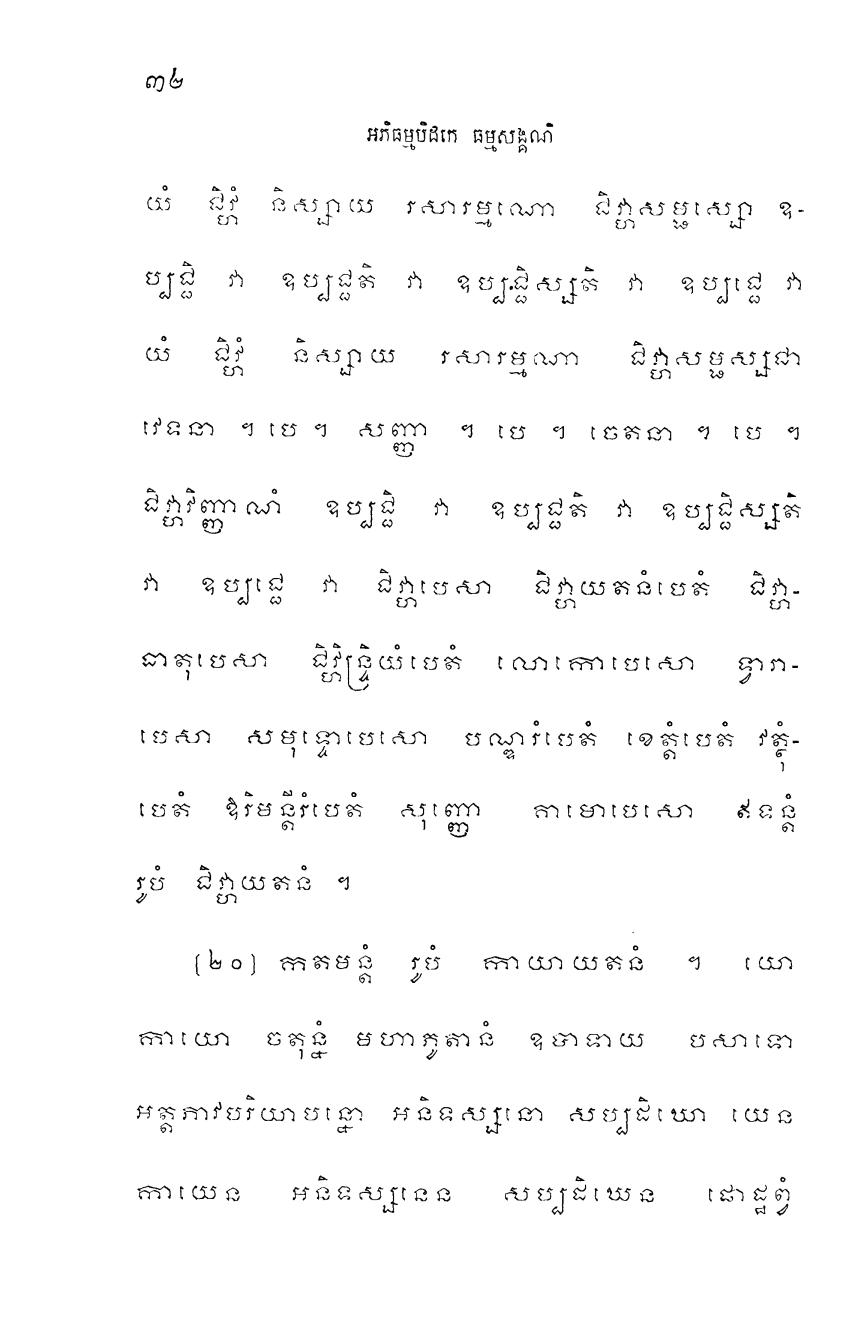 ៣២
អភិធម្មបិដកេ ធម្មសង្គណិ
យំ ជិវ្ហំ និស្សាយ រសារម្មណោ ជិវ្ហាសម្ផស្សោ ឧ-
ប្បជ្ជិ វា ឧប្បជ្ជតិ វា ឧប្បជ្ជិស្សតិ វា ឧប្បជ្ជេ វា
យំ ជិវ្ហំ និស្សាយ រសារម្មណា ជិវ្ហាសម្ផស្សជា
វេទនា ។ បេ ។ សញ្ញា ។ បេ ។ ចេតនា ។ បេ ។
ជិវ្ហាវិញ្ញាណំ ឧប្បជ្ជិ វា ឧប្បជ្ជតិ វា ឧប្បជ្ជិស្សតិ
វា ឧប្បជ្ជេ វា ជិវ្ហាបេសា ជិវ្ហាយតនំបេតំ ជិវ្ហា-
ធាតុបេសា ជិវ្ហិន្ទ្រិយំបេតំ លោកោបេសោ ទ្វារា-
បេសា សមុទ្ទោបេសោ បណ្ឌរំបេតំ ខេត្តំបេតំ វត្ថុំ-
បេតំ ឱរិមន្តីរំបេតំ សុញ្ញោ គាមោបេសោ ឥទន្តំ
រូបំ ជិវ្ហាយតនំ ។
[២០] កតមន្តំ រូបំ កាយាយតនំ ។ យោ
កាយោ ចតុន្នំ មហាភូតានំ ឧបាទាយ បសាទោ
អត្តភាវបរិយាបន្នោ អនិទស្សនោ សប្បដិឃោ យេន
កាយេន អនិទស្សនេន សប្បដិឃេន ផោដ្ឋព្វំ